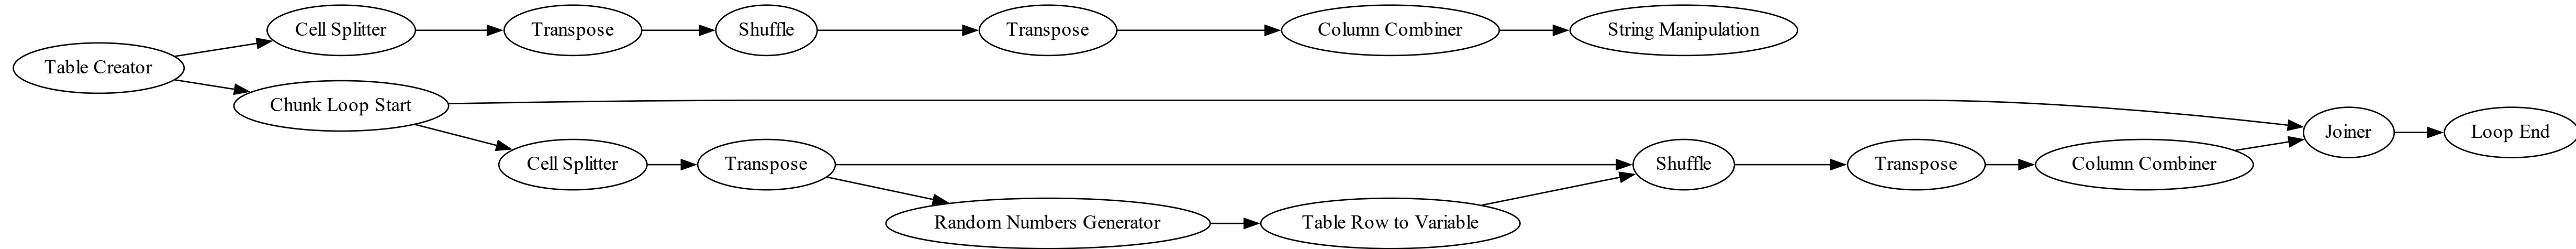 Cell Splitter
Transpose
Shuffle
Transpose
Column Combiner
String Manipulation
Table Creator
Chunk Loop Start
Joiner
Loop End
Cell Splitter
Transpose
Shuffle
Transpose
Column Combiner
Random Numbers Generator
Table Row to Variable